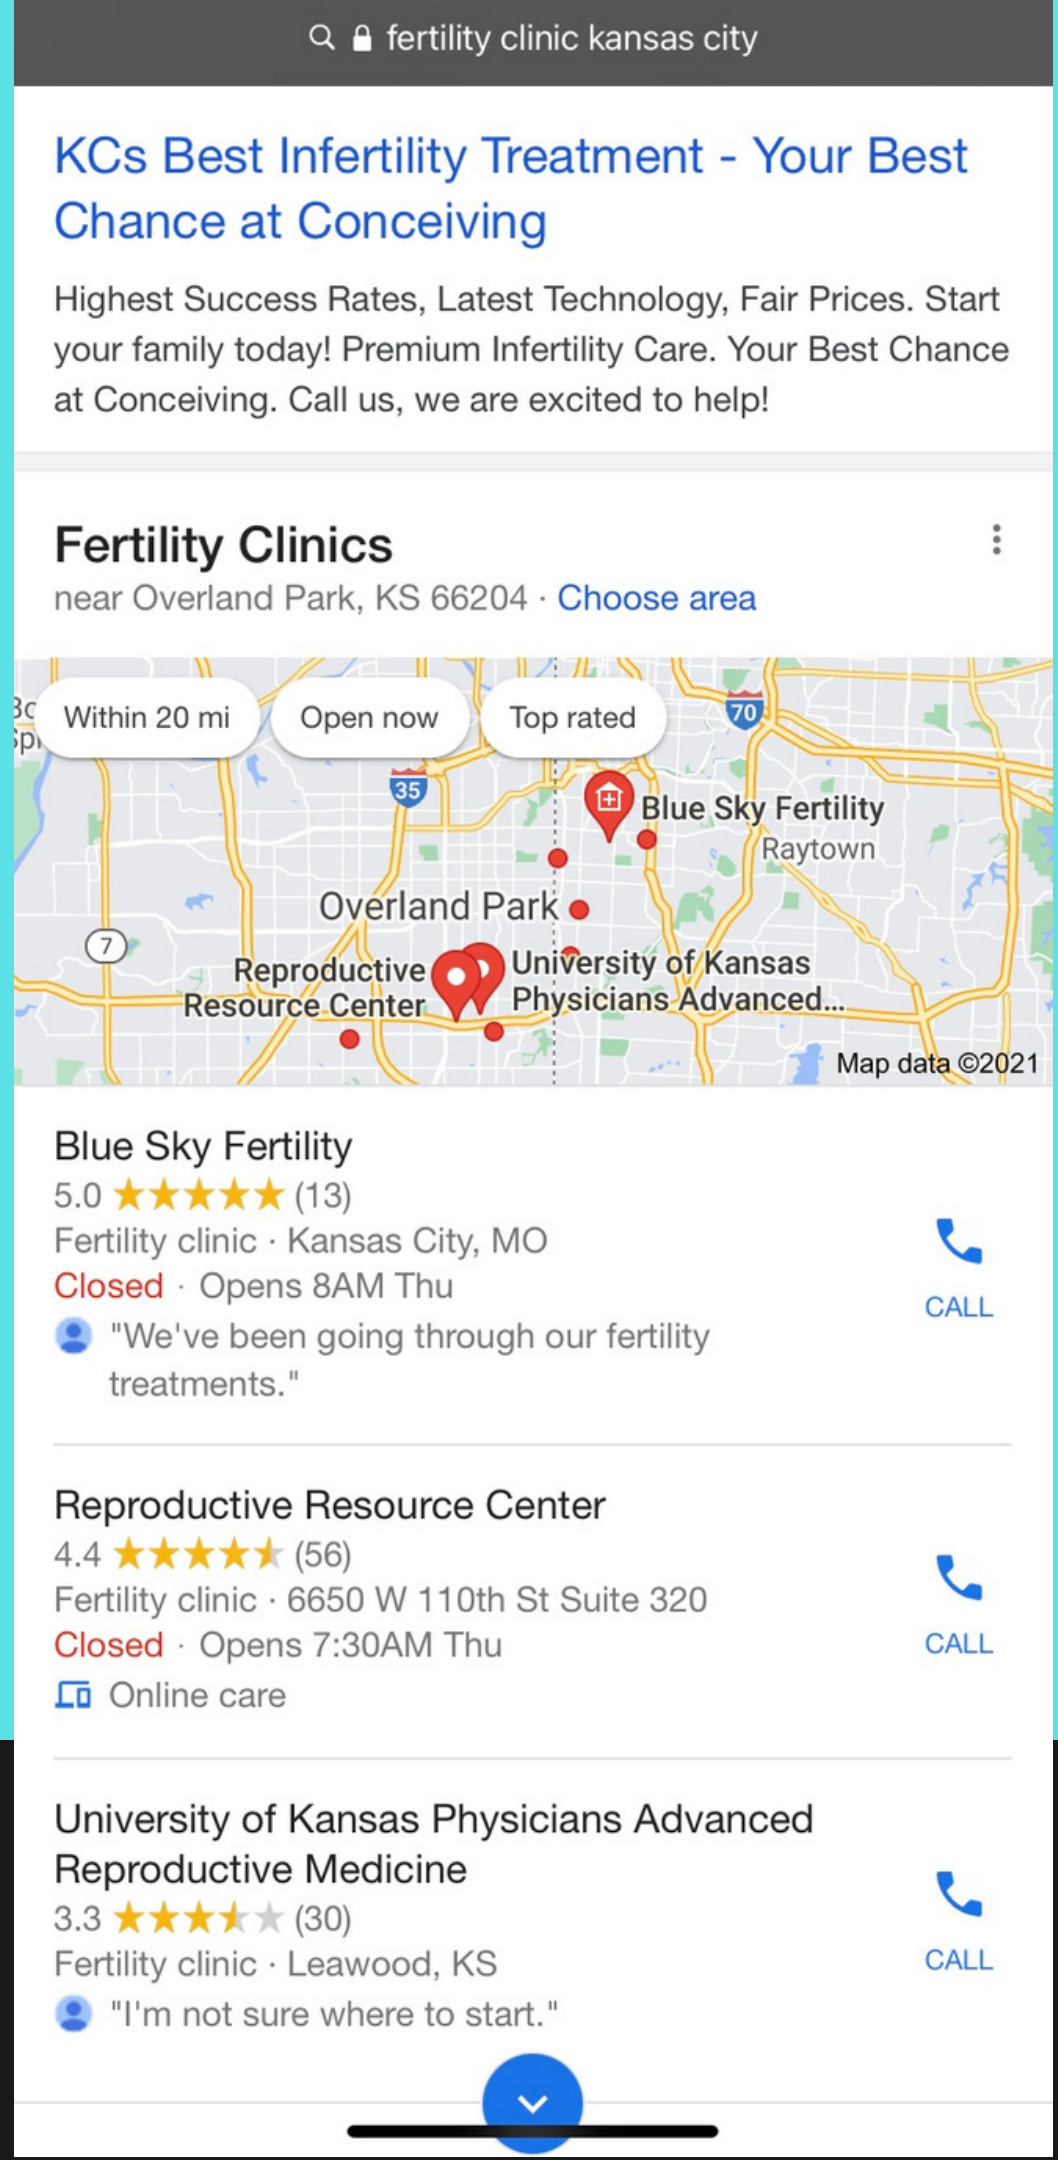 fertility clinic kansas city
KCs Best Infertility Treatment - Your Best
Chance at Conceiving
Highest Success Rates, Latest Technology, Fair Prices. Start
your family today! Premium Infertility Care. Your Best Chance
at Conceiving. Call us, we are excited to help!
Fertility Clinics
near Overland Park, KS 66204 · Choose area
Within 20 mi
Open now
Top rated
70
35
Blue Sky Fertility
Raytown
Overland Park
7
Reproductive
Resource Center
University of Kansas
Physicians Advanced...
Map data ©2021
Blue Sky Fertility
5.0 (13)
Fertility clinic · Kansas City, MO
Closed · Opens 8AM Thu
"We've been going through our fertility
treatments."
CALL
Reproductive Resource Center
4.4 (56)
Fertility clinic · 6650 W 110th St Suite 320
Closed · Opens 7:30AM Thu
Online care
CALL
University of Kansas Physicians Advanced
Reproductive Medicine
3.3 (30)
Fertility clinic · Leawood, KS
"I'm not sure where to start."
CALL